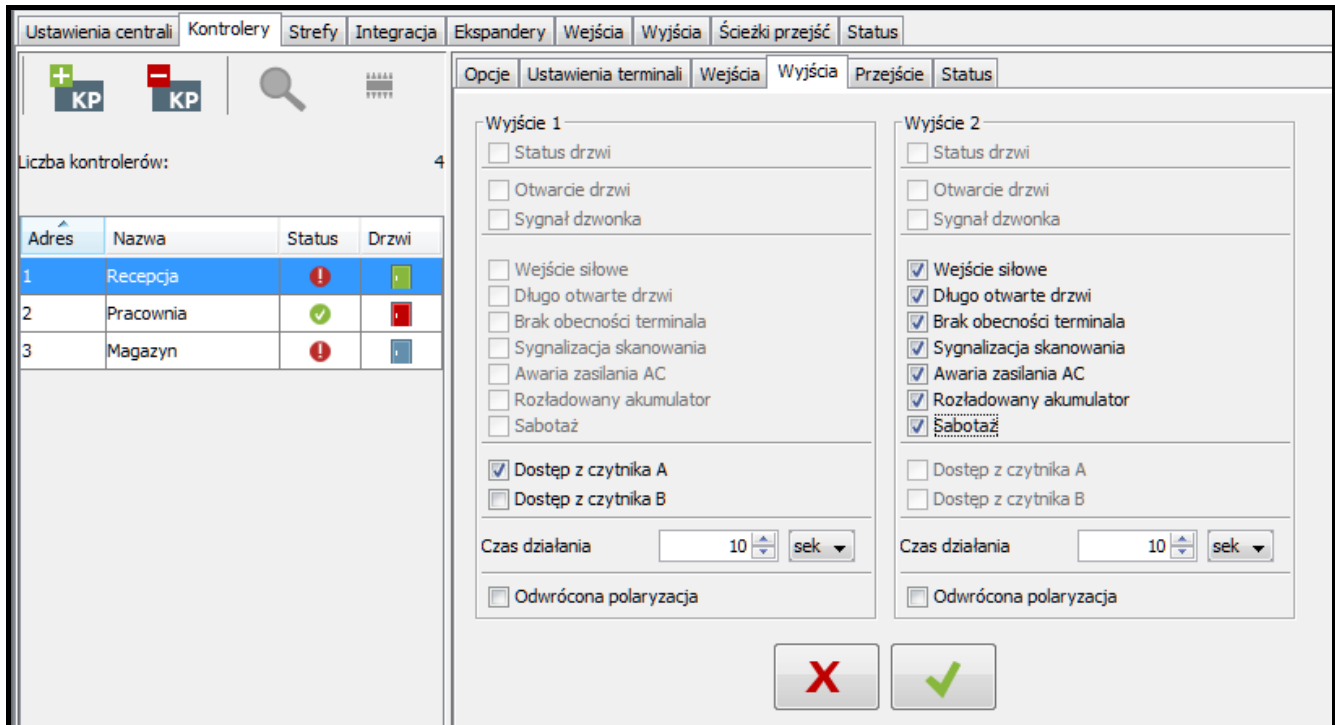 Ustawienia centrali Kontrolery Strefy Integracja Ekspandery Wejścia Wyjścia Ścieżki przejść Status
KP KP
Liczba kontrolerów: 4
Adres Nazwa Status Drzwi
1 Recepcja
2 Pracownia
3 Magazyn
Opcje Ustawienia terminali Wejścia Wyjścia Przejście Status
Wyjście 1
Status drzwi
Otwarcie drzwi
Sygnał dzwonka
Wejście siłowe
Długo otwarte drzwi
Brak obecności terminala
Sygnalizacja skanowania
Awaria zasilania AC
Rozładowany akumulator
Sabotaż
Dostęp z czytnika A
Dostęp z czytnika B
Czas działania 10 sek
Odwrócona polaryzacja
Wyjście 2
Status drzwi
Otwarcie drzwi
Sygnał dzwonka
Wejście siłowe
Długo otwarte drzwi
Brak obecności terminala
Sygnalizacja skanowania
Awaria zasilania AC
Rozładowany akumulator
Sabotaż
Dostęp z czytnika A
Dostęp z czytnika B
Czas działania 10 sek
Odwrócona polaryzacja